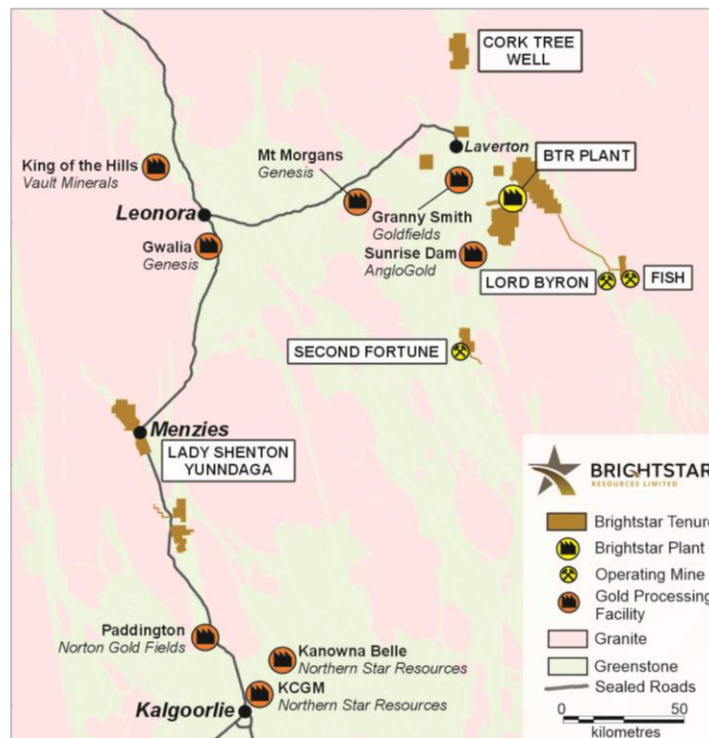 CORK TREE
WELL
Laverton
King of the Hills
Vault Minerals
Mt Morgans
Genesis
BTR PLANT
Leonora
Granny Smith
Goldfields
Gwalia
Genesis
Sunrise Dam
AngloGold
LORD BYRON
FISH
SECOND FORTUNE
Menzies
LADY SHENTON
YUNNDAGA
BRIGHTSTAR
RESOURCES LIMITED
Brightstar Tenure
Brightstar Plant
Operating Mine
Gold Processing
Facility
Granite
Greenstone
Sealed Roads
0 50
kilometres
Paddington
Norton Gold Fields
Kanowna Belle
Northern Star Resources
KCGM
Northern Star Resources
Kalgoorlie